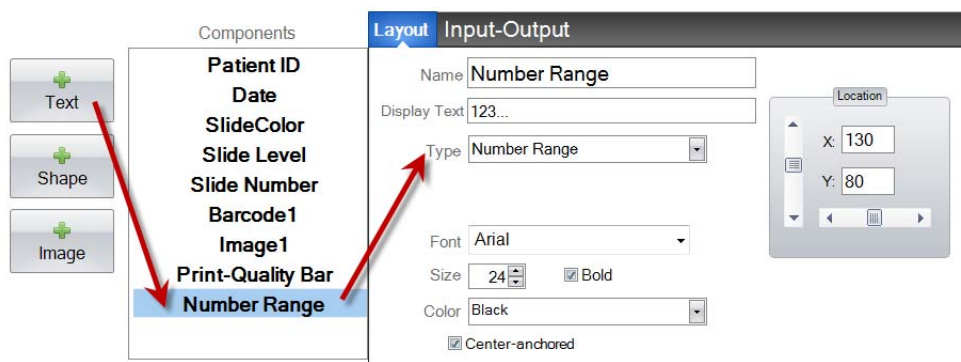 Text
Shape
Image
Components
Patient ID
Date
SlideColor
Slide Level
Slide Number
Barcode1
Image1
Print-Quality Bar
Number Range
Layout Input-Output
Name Number Range
Display Text 123...
Type Number Range
Font Arial
Size 24 Bold
Color Black
Center-anchored
Location
X: 130
Y: 80